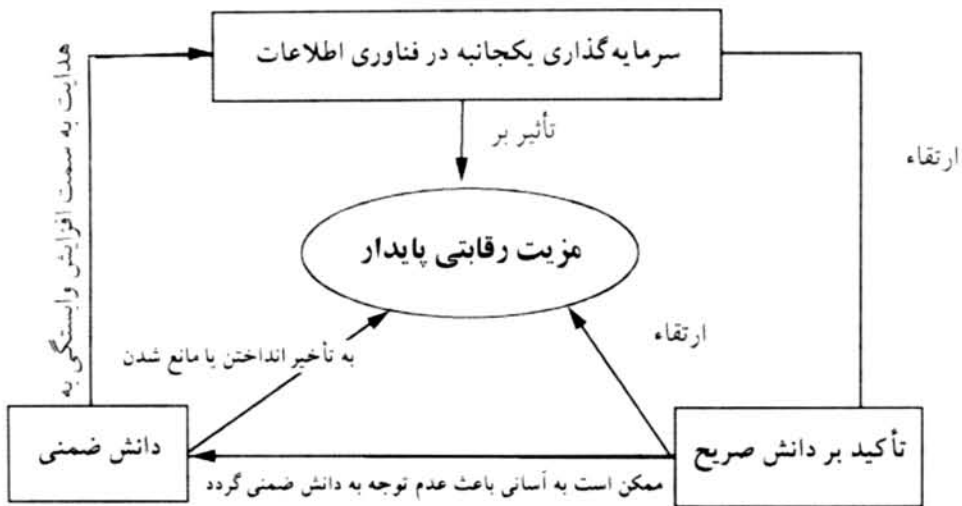 سرمایه‌گذاری یکجانبه در فناوری اطلاعات
هدایت به سمت افزایش وابستگی به
تأثیر بر
ارتقاء
مزیت رقابتی پایدار
ارتقاء
به تأخیر انداختن یا مانع شدن
تأکید بر دانش صریح
دانش ضمنی
ممکن است به آسانی باعث عدم توجه به دانش ضمنی گردد